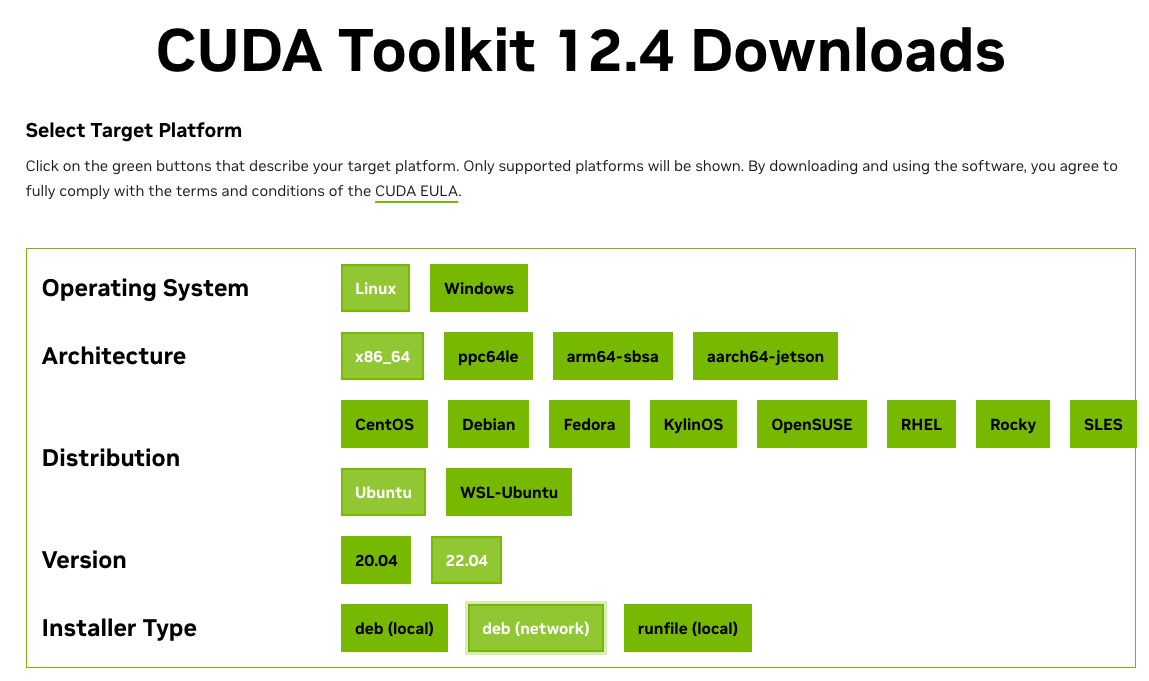 CUDA Toolkit 12.4 Downloads
Select Target Platform
Click on the green buttons that describe your target platform. Only supported platforms will be shown. By downloading and using the software, you agree to
fully comply with the terms and conditions of the CUDA EULA.
Operating System Linux Windows
Architecture x86_64 ppc64le arm64-sbsa aarch64-jetson
Distribution CentOS Debian Fedora KylinOS OpenSUSE RHEL Rocky SLES
Ubuntu WSL-Ubuntu
Version 20.04 22.04
Installer Type deb (local) deb (network) runfile (local)